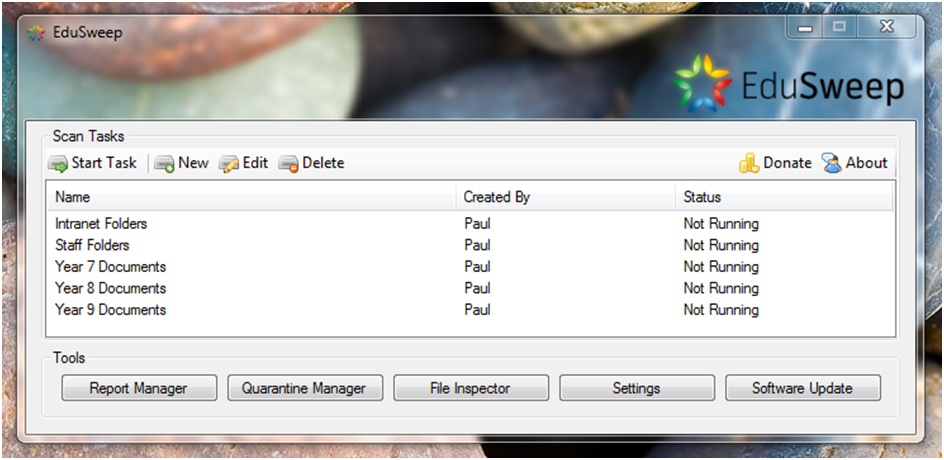 EduSweep
EduSweep
Scan Tasks
Start Task New Edit Delete Donate About
Name Created By Status
Intranet Folders Paul Not Running
Staff Folders Paul Not Running
Year 7 Documents Paul Not Running
Year 8 Documents Paul Not Running
Year 9 Documents Paul Not Running
Tools
Report Manager Quarantine Manager File Inspector Settings Software Update